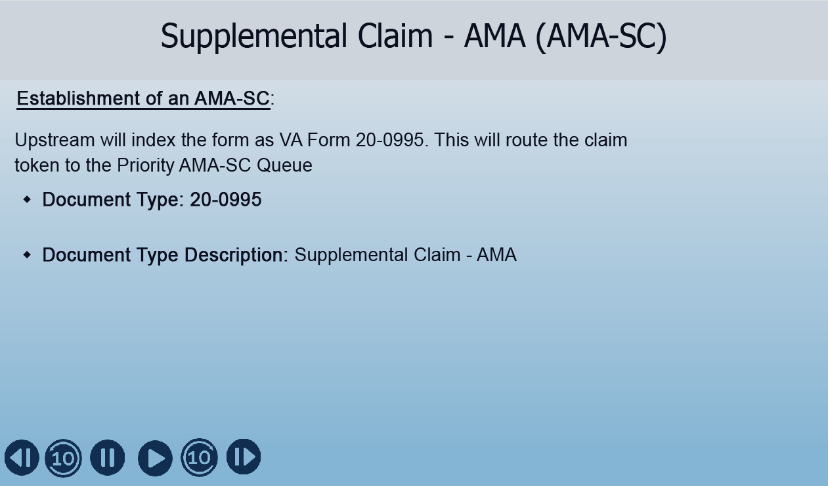 Supplemental Claim - AMA (AMA-SC)
Establishment of an AMA-SC:
Upstream will index the form as VA Form 20-0995. This will route the claim
token to the Priority AMA-SC Queue
Document Type: 20-0995
Document Type Description: Supplemental Claim - AMA
10 10